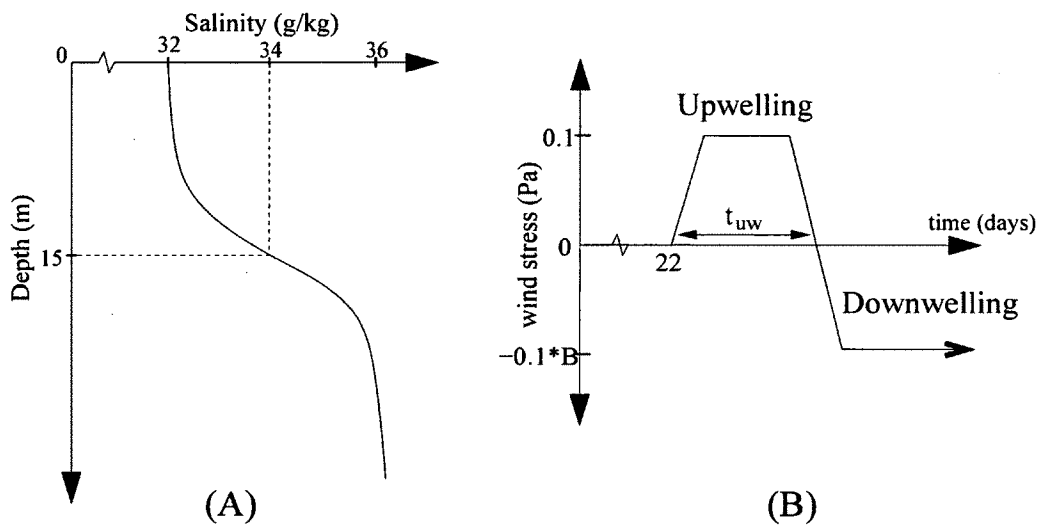 Salinity (g/kg)
0 32 34 36
15
Depth (m)
(A)
Upwelling
0.1
wind stress (Pa)
t_uw
time (days)
0
22
Downwelling
−0.1*B
(B)